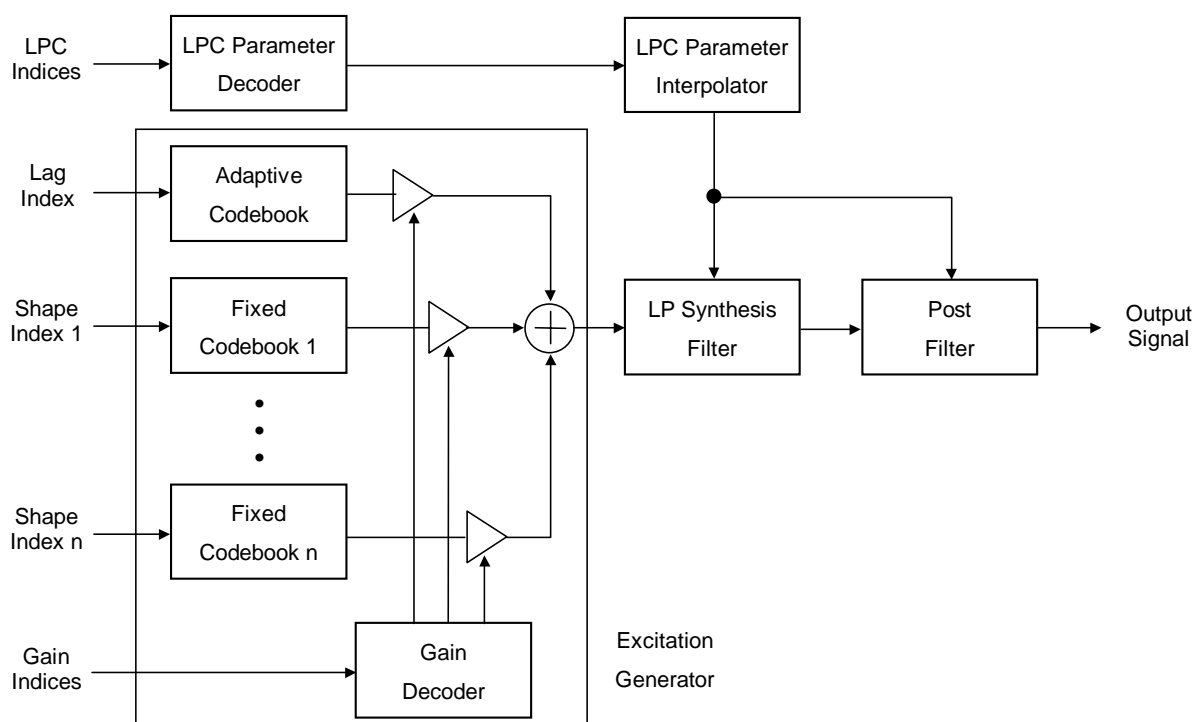 LPC
Indices
LPC Parameter
Decoder
LPC Parameter
Interpolator
Lag
Index
Adaptive
Codebook
Shape
Index 1
Fixed
Codebook 1
LP Synthesis
Filter
Post
Filter
Output
Signal
Shape
Index n
Fixed
Codebook n
Gain
Indices
Gain
Decoder
Excitation
Generator